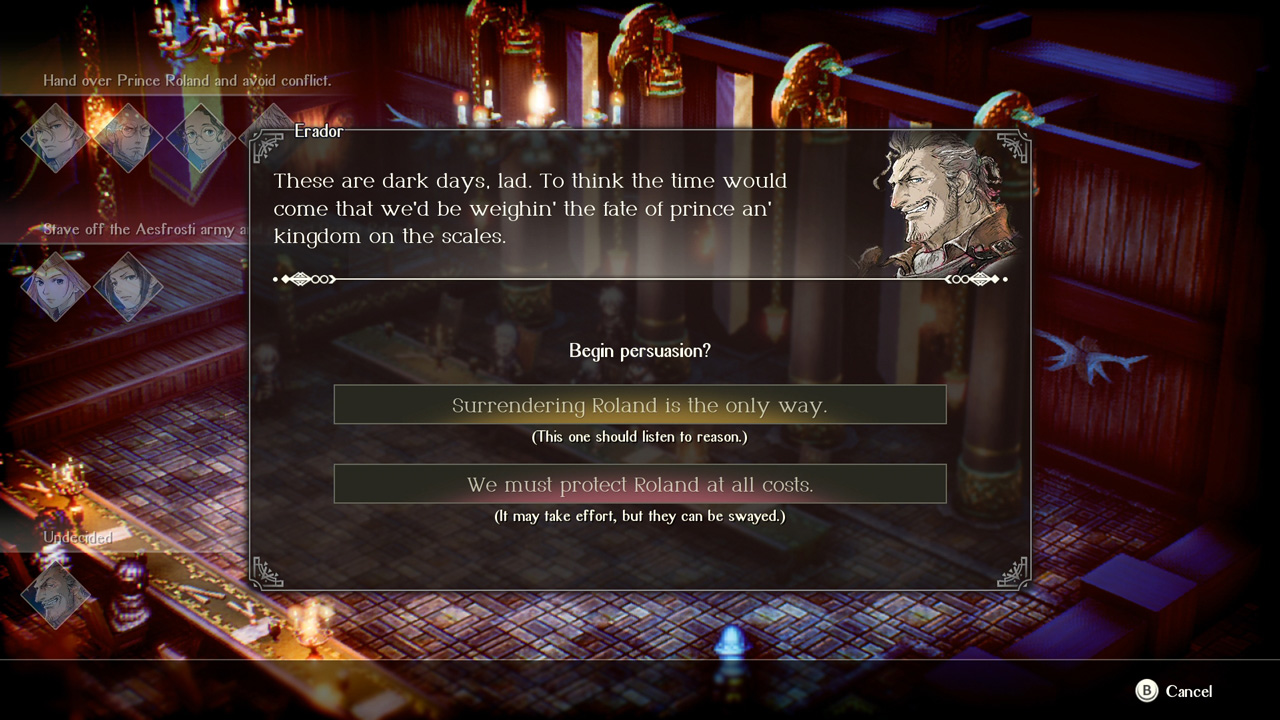 Hand over Prince Roland and avoid conflict.
Erador
These are dark days, lad. To think the time would
come that we'd be weighin' the fate of prince an'
kingdom on the scales.
Stave off the Aesfrosti army a
Begin persuasion?
Surrendering Roland is the only way.
(This one should listen to reason.)
We must protect Roland at all costs.
(It may take effort, but they can be swayed.)
Undecided
B Cancel